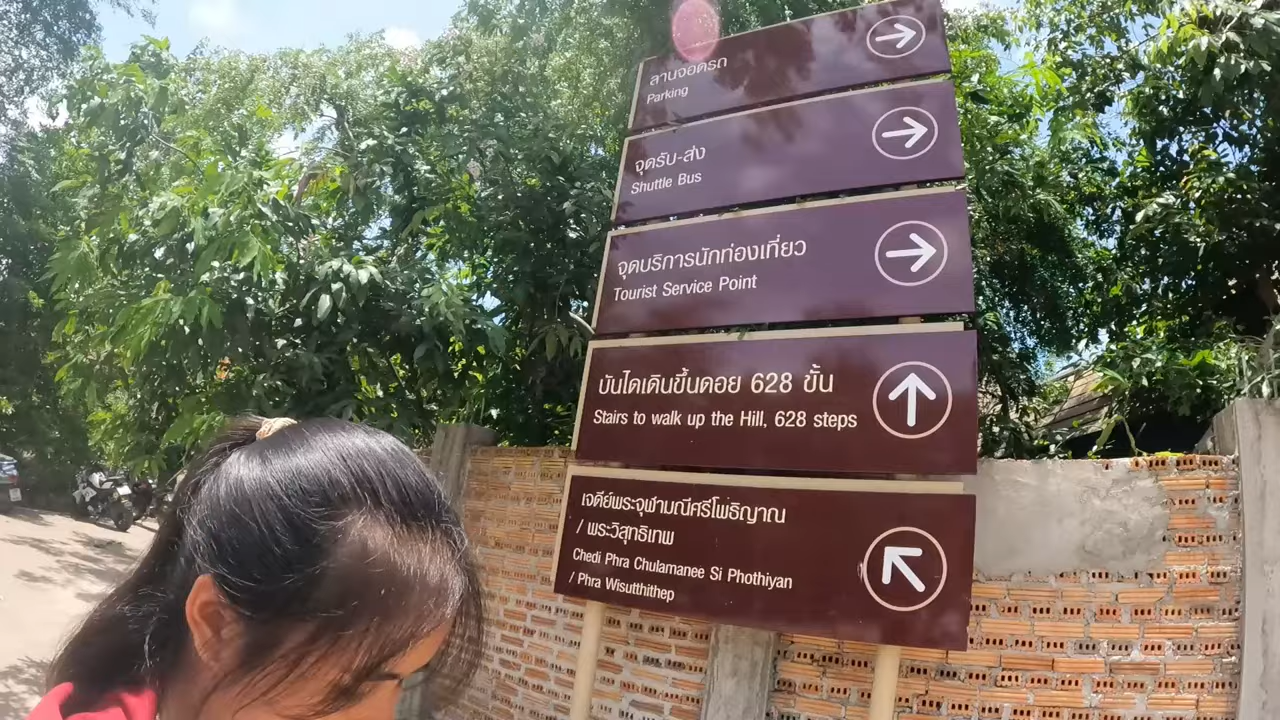 ลานจอดรถ
Parking
จุดรับ-ส่ง
Shuttle Bus
จุดบริการนักท่องเที่ยว
Tourist Service Point
บันไดเดินขึ้นดอย 628 ขั้น
Stairs to walk up the Hill, 628 steps
เจดีย์พระจุฬามณีศรีโพธิญาณ
/ พระวิสุทธิเทพ
Chedi Phra Chulamanee Si Phothiyan
/ Phra Wisutthithep